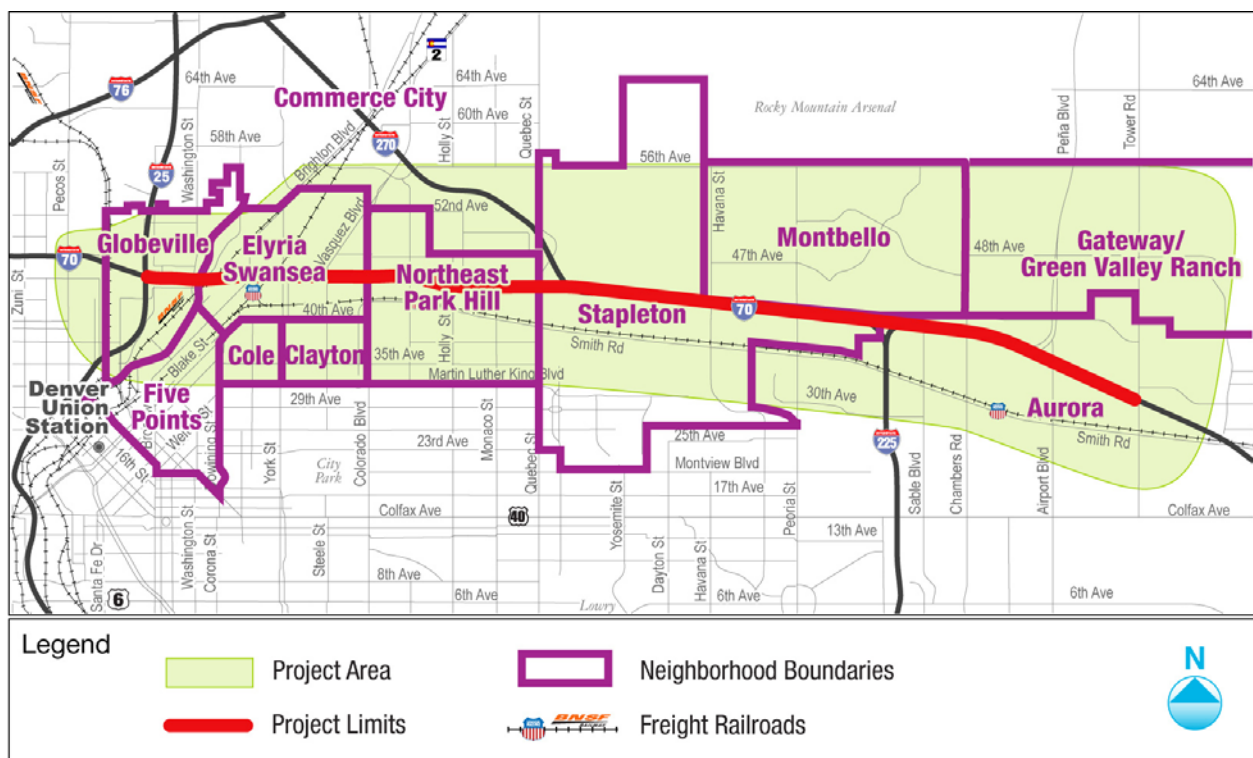 2
76
64th Ave
64th Ave
64th Ave
Commerce City
Rocky Mountain Arsenal
Peña Blvd
Tower Rd
Quebec St
60th Ave
Holly St
270
Brighton Blvd
58th Ave
Washington St
25
Pecos St
56th Ave
Vasquez Blvd
52nd Ave
Havana St
Globeville
Elyria
Swansea
Montbello
48th Ave
Gateway/
Green Valley Ranch
47th Ave
70
Northeast
Park Hill
Zuni St
BNSF
40th Ave
Stapleton
70
Blake St
Cole
Clayton
35th Ave
Holly St
Smith Rd
Martin Luther King Blvd
Denver
Union
Station
Five
Points
29th Ave
30th Ave
Aurora
Smith Rd
16th St
York St
City
Park
Colorado Blvd
23rd Ave
Monaco St
Quebec St
25th Ave
Montview Blvd
225
Sable Blvd
Chambers Rd
Airport Blvd
17th Ave
Peoria St
Colfax Ave
40
Yosemite St
Colfax Ave
13th Ave
Santa Fe Dr
Washington St
Corona St
Steele St
8th Ave
Dayton St
Havana St
6
6th Ave
Lowry
6th Ave
6th Ave
Legend
Project Area
Neighborhood Boundaries
N
Project Limits
BNSF
Freight Railroads